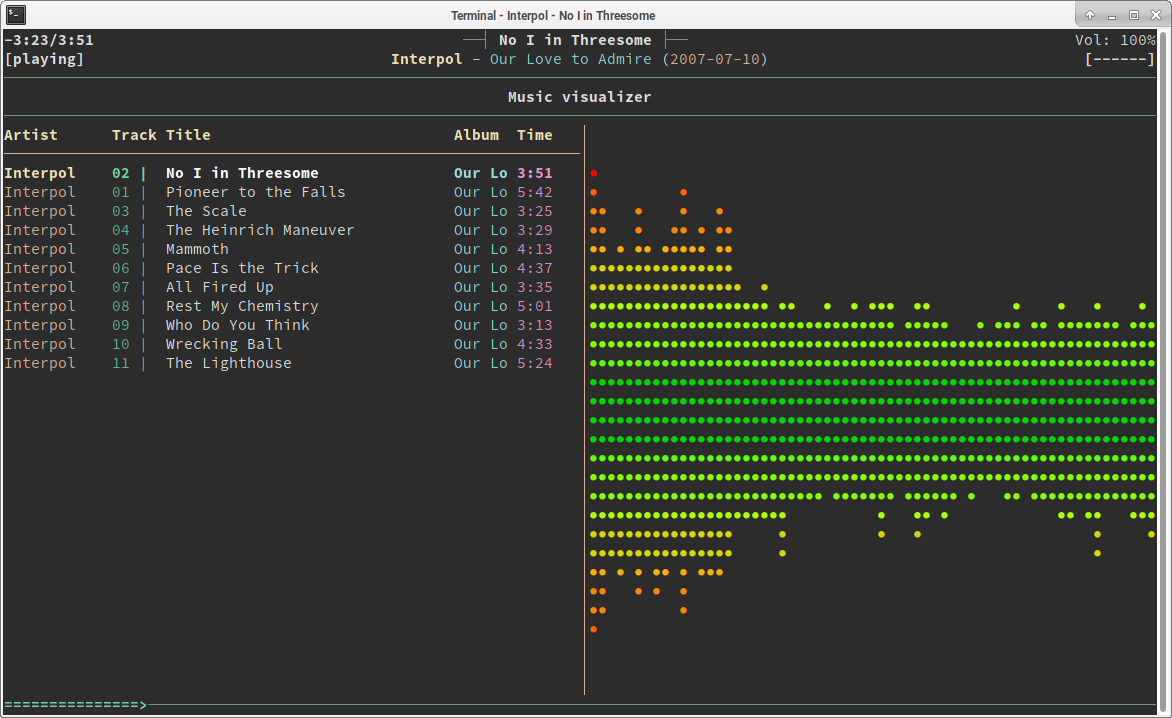 Terminal - Interpol - No I in Threesome
-3:23/3:51 ──┤ No I in Threesome ├── Vol: 100%
[playing] Interpol - Our Love to Admire (2007-07-10) [------]
Music visualizer
Artist Track Title Album Time
Interpol 02 | No I in Threesome Our Lo 3:51
Interpol 01 | Pioneer to the Falls Our Lo 5:42
Interpol 03 | The Scale Our Lo 3:25
Interpol 04 | The Heinrich Maneuver Our Lo 3:29
Interpol 05 | Mammoth Our Lo 4:13
Interpol 06 | Pace Is the Trick Our Lo 4:37
Interpol 07 | All Fired Up Our Lo 3:35
Interpol 08 | Rest My Chemistry Our Lo 5:01
Interpol 09 | Who Do You Think Our Lo 3:13
Interpol 10 | Wrecking Ball Our Lo 4:33
Interpol 11 | The Lighthouse Our Lo 5:24
===============>